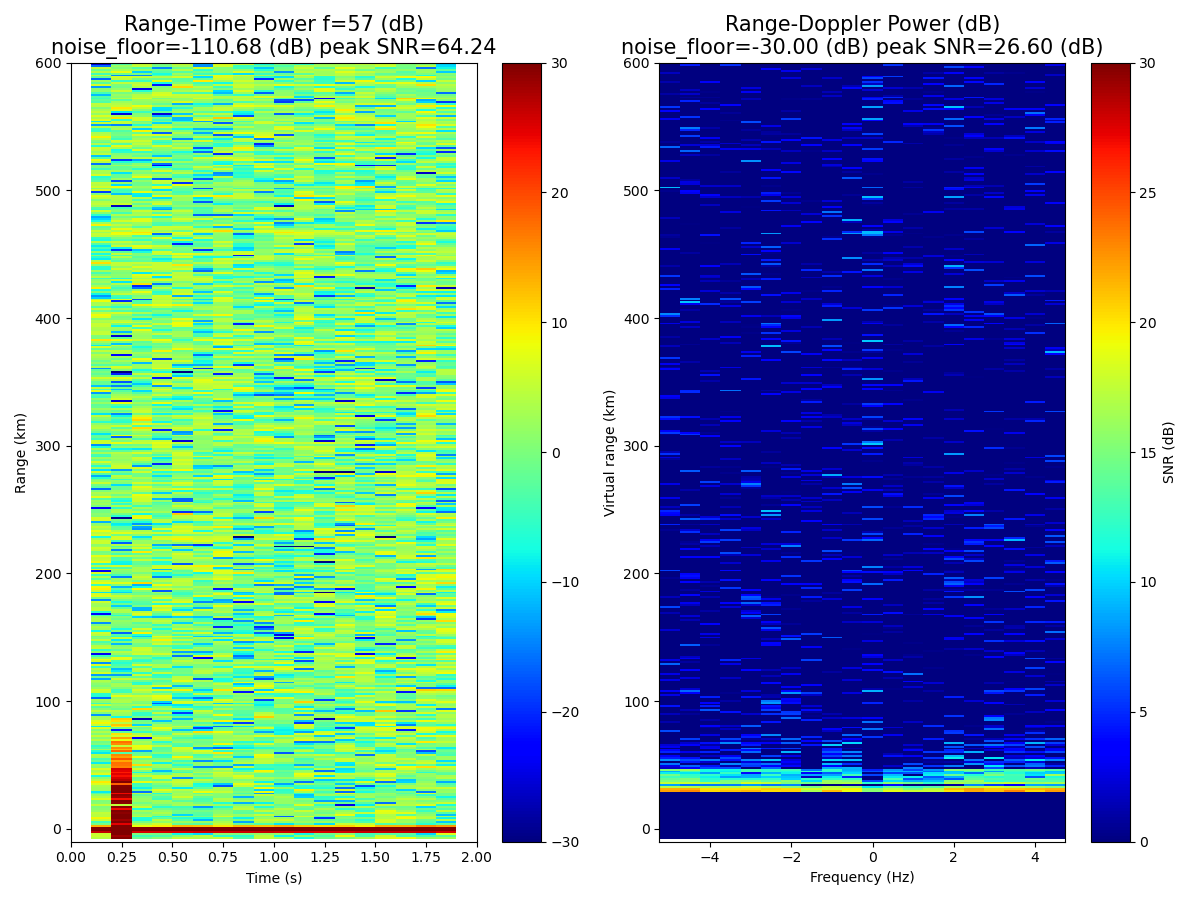 Range-Time Power f=57 (dB)
noise_floor=-110.68 (dB) peak SNR=64.24
600
500
400
300
200
100
0
Range (km)
0.00 0.25 0.50 0.75 1.00 1.25 1.50 1.75 2.00
Time (s)
30
20
10
0
−10
−20
−30
Range-Doppler Power (dB)
noise_floor=-30.00 (dB) peak SNR=26.60 (dB)
600
500
400
300
200
100
0
Virtual range (km)
−4 −2 0 2 4
Frequency (Hz)
30
25
20
15
10
5
0
SNR (dB)